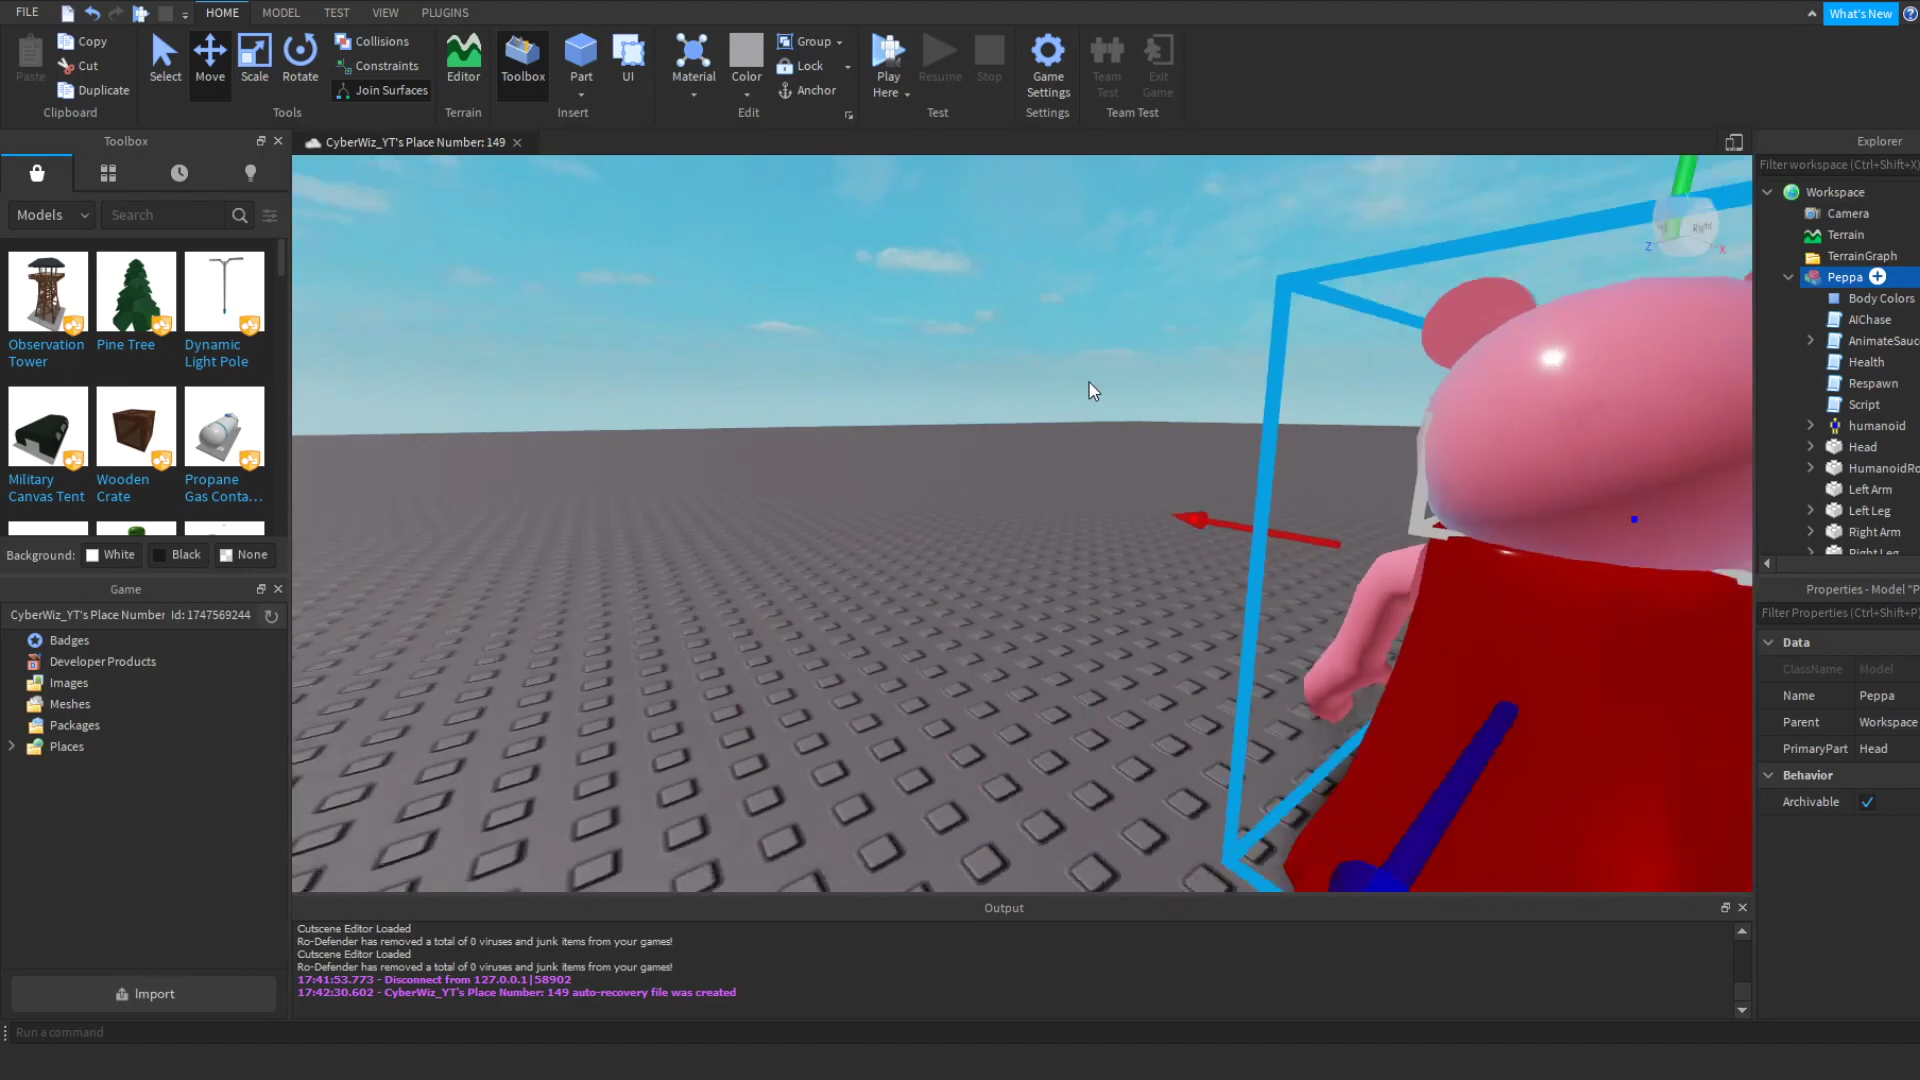 FILE
HOME
MODEL
TEST
VIEW
PLUGINS
What's New
Paste
Copy
Cut
Duplicate
Clipboard
Select
Move
Scale
Rotate
Collisions
Constraints
Join Surfaces
Tools
Editor
Terrain
Toolbox
Part
UI
Insert
Material
Color
Group
Lock
Anchor
Edit
Play
Here
Resume
Stop
Test
Game
Settings
Settings
Team
Test
Exit
Game
Team Test
Toolbox
CyberWiz_YT's Place Number: 149
Explorer
Models
Search
Filter workspace (Ctrl+Shift+X)
Observation
Tower
Pine Tree
Dynamic
Light Pole
Military
Canvas Tent
Wooden
Crate
Propane
Gas Conta...
Background:
White
Black
None
Game
CyberWiz_YT's Place Number
Id: 1747569244
Badges
Developer Products
Images
Meshes
Packages
Places
Import
Right
Z
X
Workspace
Camera
Terrain
TerrainGraph
Peppa
Body Colors
AIChase
AnimateSauc
Health
Respawn
Script
humanoid
Head
HumanoidRo
Left Arm
Left Leg
Right Arm
Right Leg
Properties - Model "P
Filter Properties (Ctrl+Shift+P
Data
ClassName
Model
Name
Peppa
Parent
Workspace
PrimaryPart
Head
Behavior
Archivable
Output
Cutscene Editor Loaded
Ro-Defender has removed a total of 0 viruses and junk items from your games!
Cutscene Editor Loaded
Ro-Defender has removed a total of 0 viruses and junk items from your games!
17:41:53.773 - Disconnect from 127.0.0.1|58902
17:42:30.602 - CyberWiz_YT's Place Number: 149 auto-recovery file was created
Run a command